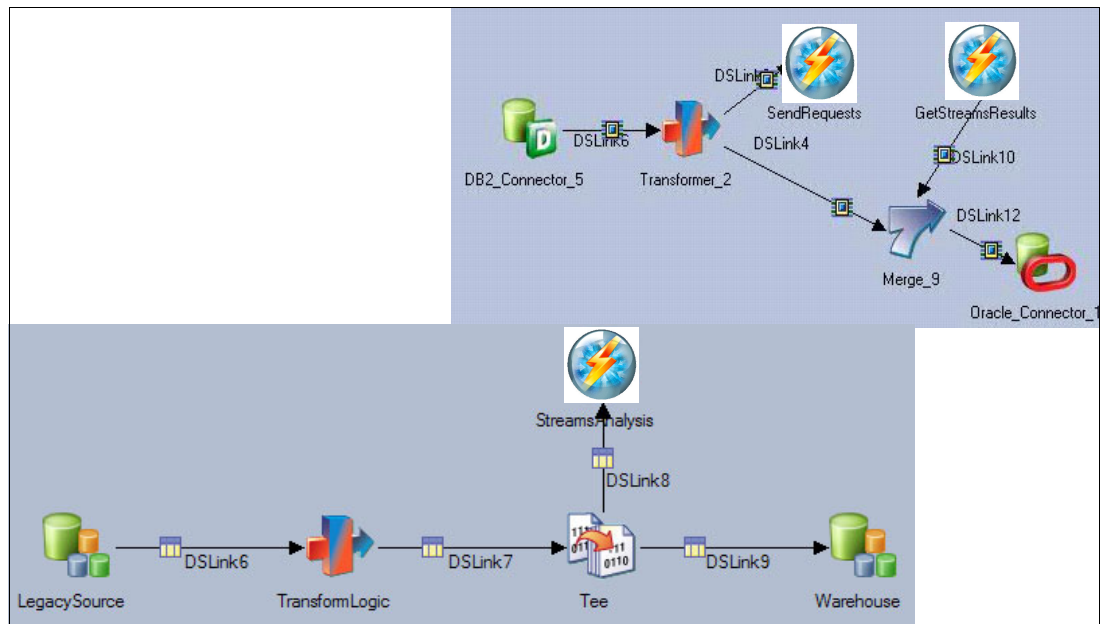 DSLink
SendRequests
GetStreamsResults
DSLink6
DSLink4
DSLink10
DB2_Connector_5
Transformer_2
DSLink12
Merge_9
Oracle_Connector_1
StreamsAnalysis
DSLink8
DSLink6
DSLink7
DSLink9
LegacySource
TransformLogic
Tee
Warehouse